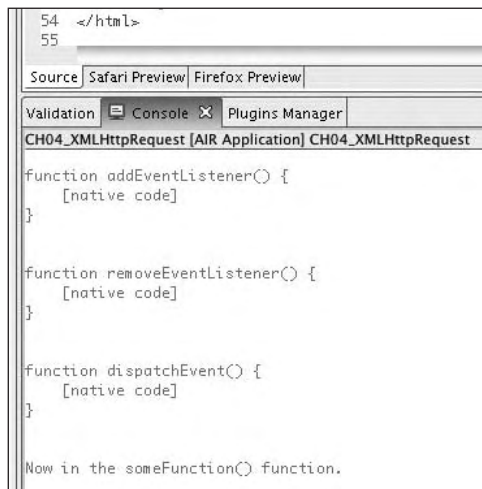 54 </html>
55
Source Safari Preview Firefox Preview
Validation Console Plugins Manager
CH04_XMLHttpRequest [AIR Application] CH04_XMLHttpRequest
function addEventListener() {
    [native code]
}
function removeEventListener() {
    [native code]
}
function dispatchEvent() {
    [native code]
}
Now in the someFunction() function.